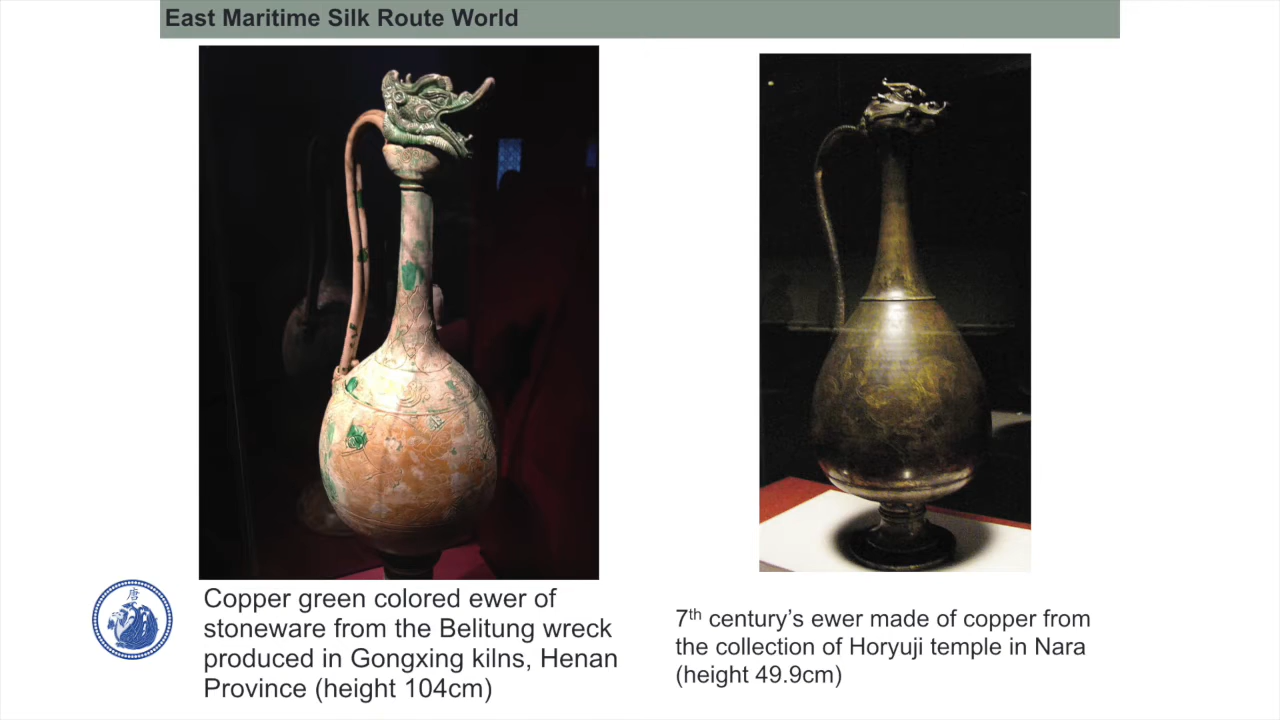 East Maritime Silk Route World
唐
Copper green colored ewer of
stoneware from the Belitung wreck
produced in Gongxing kilns, Henan
Province (height 104cm)
7th century’s ewer made of copper from
the collection of Horyuji temple in Nara
(height 49.9cm)